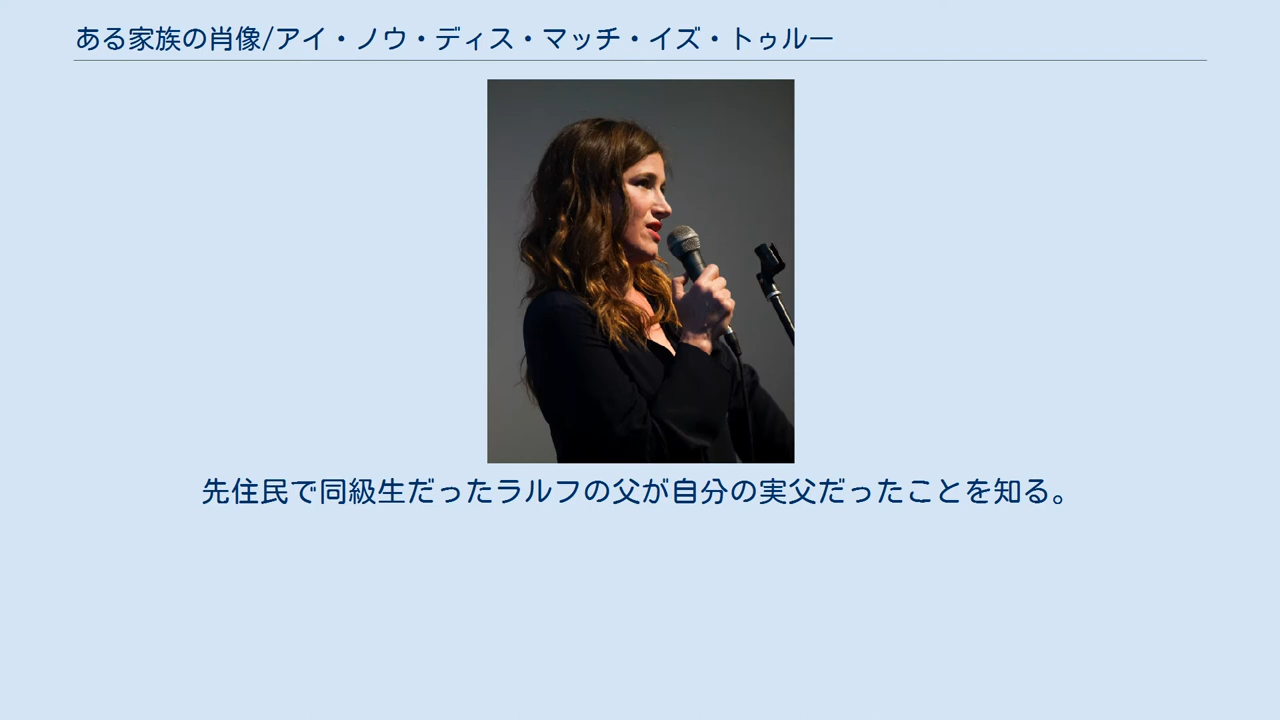 ある家族の肖像/アイ・ノウ・ディス・マッチ・イズ・トゥルー
先住民で同級生だったラルフの父が自分の実父だったことを知る。